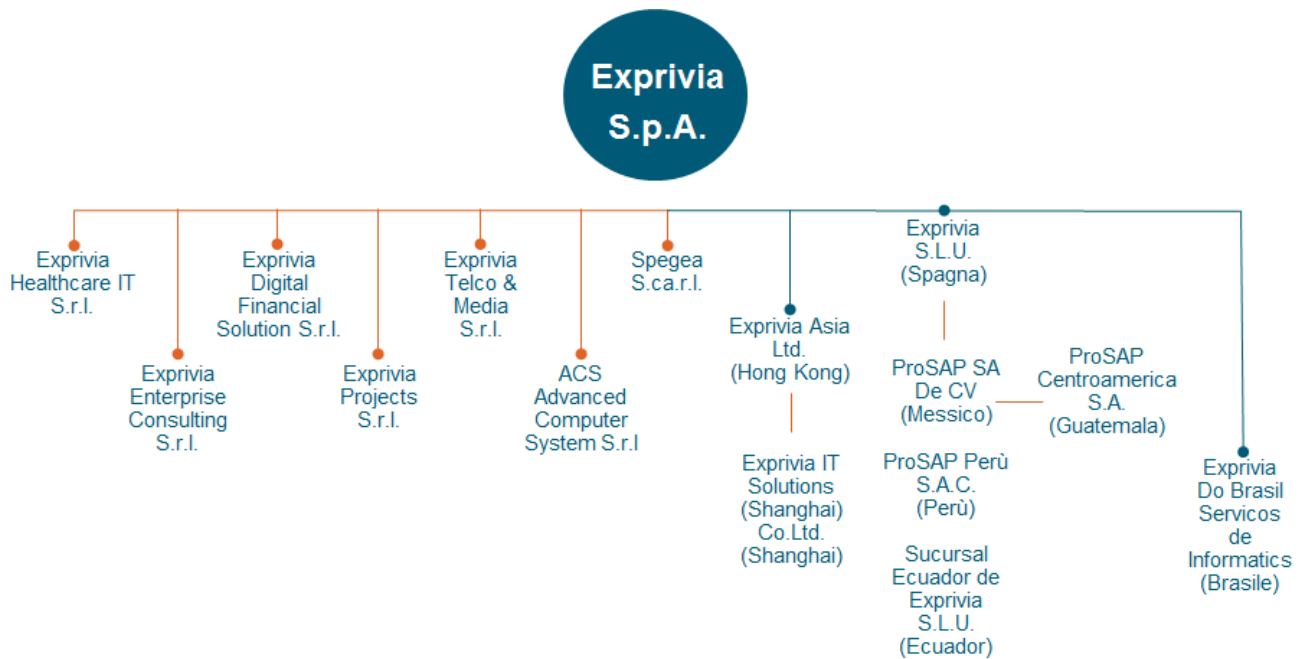 Exprivia
S.p.A.
Exprivia
Healthcare IT
S.r.l.
Exprivia
Enterprise
Consulting
S.r.l.
Exprivia
Digital
Financial
Solution S.r.l.
Exprivia
Projects
S.r.l.
Exprivia
Telco &
Media
S.r.l.
ACS
Advanced
Computer
System S.r.l
Spegea
S.ca.r.l.
Exprivia Asia
Ltd.
(Hong Kong)
Exprivia IT
Solutions
(Shanghai)
Co.Ltd.
(Shanghai)
Exprivia
S.L.U.
(Spagna)
ProSAP SA
De CV
(Messico)
ProSAP
Centroamerica
S.A.
(Guatemala)
ProSAP Perù
S.A.C.
(Perù)
Sucursal
Ecuador de
Exprivia
S.L.U.
(Ecuador)
Exprivia
Do Brasil
Servicos
de
Informatics
(Brasile)